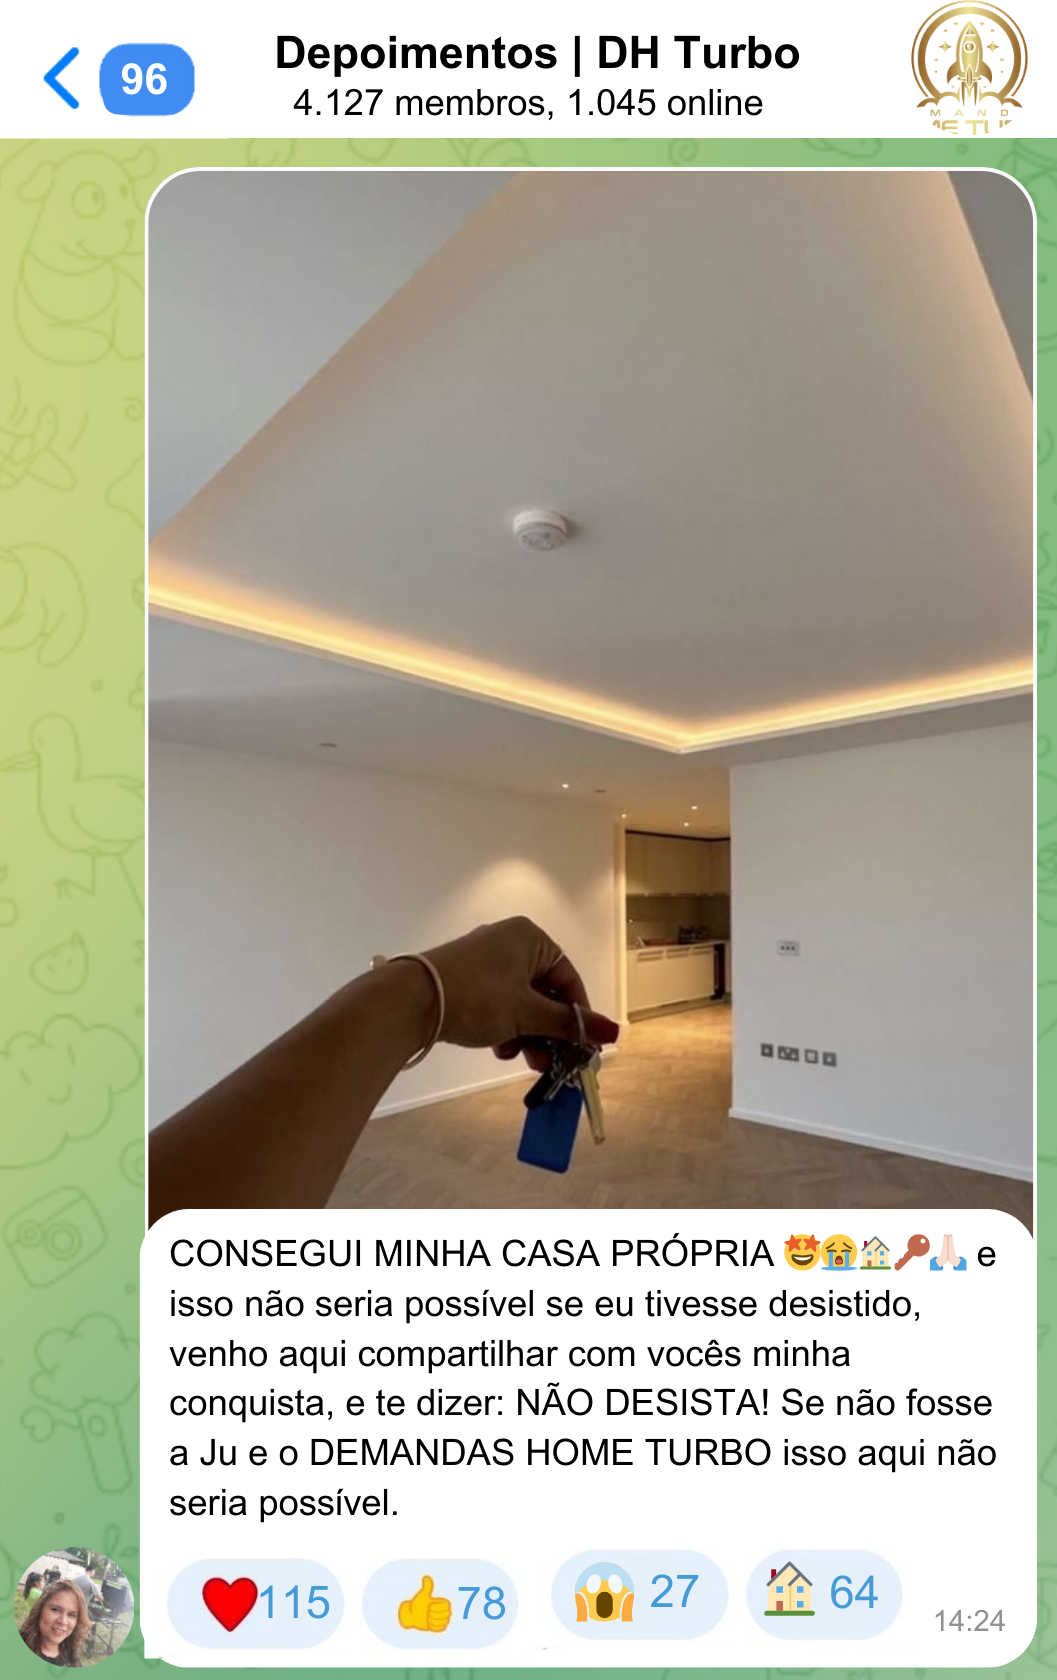 96
Depoimentos | DH Turbo
4.127 membros, 1.045 online
MAND
CONSEGUI MINHA CASA PRÓPRIA 🤩😭🏠🔑🙏🏻 e
isso não seria possível se eu tivesse desistido,
venho aqui compartilhar com vocês minha
conquista, e te dizer: NÃO DESISTA! Se não fosse
a Ju e o DEMANDAS HOME TURBO isso aqui não
seria possível.
❤️115 👍78 😱 27 🏠 64
14:24